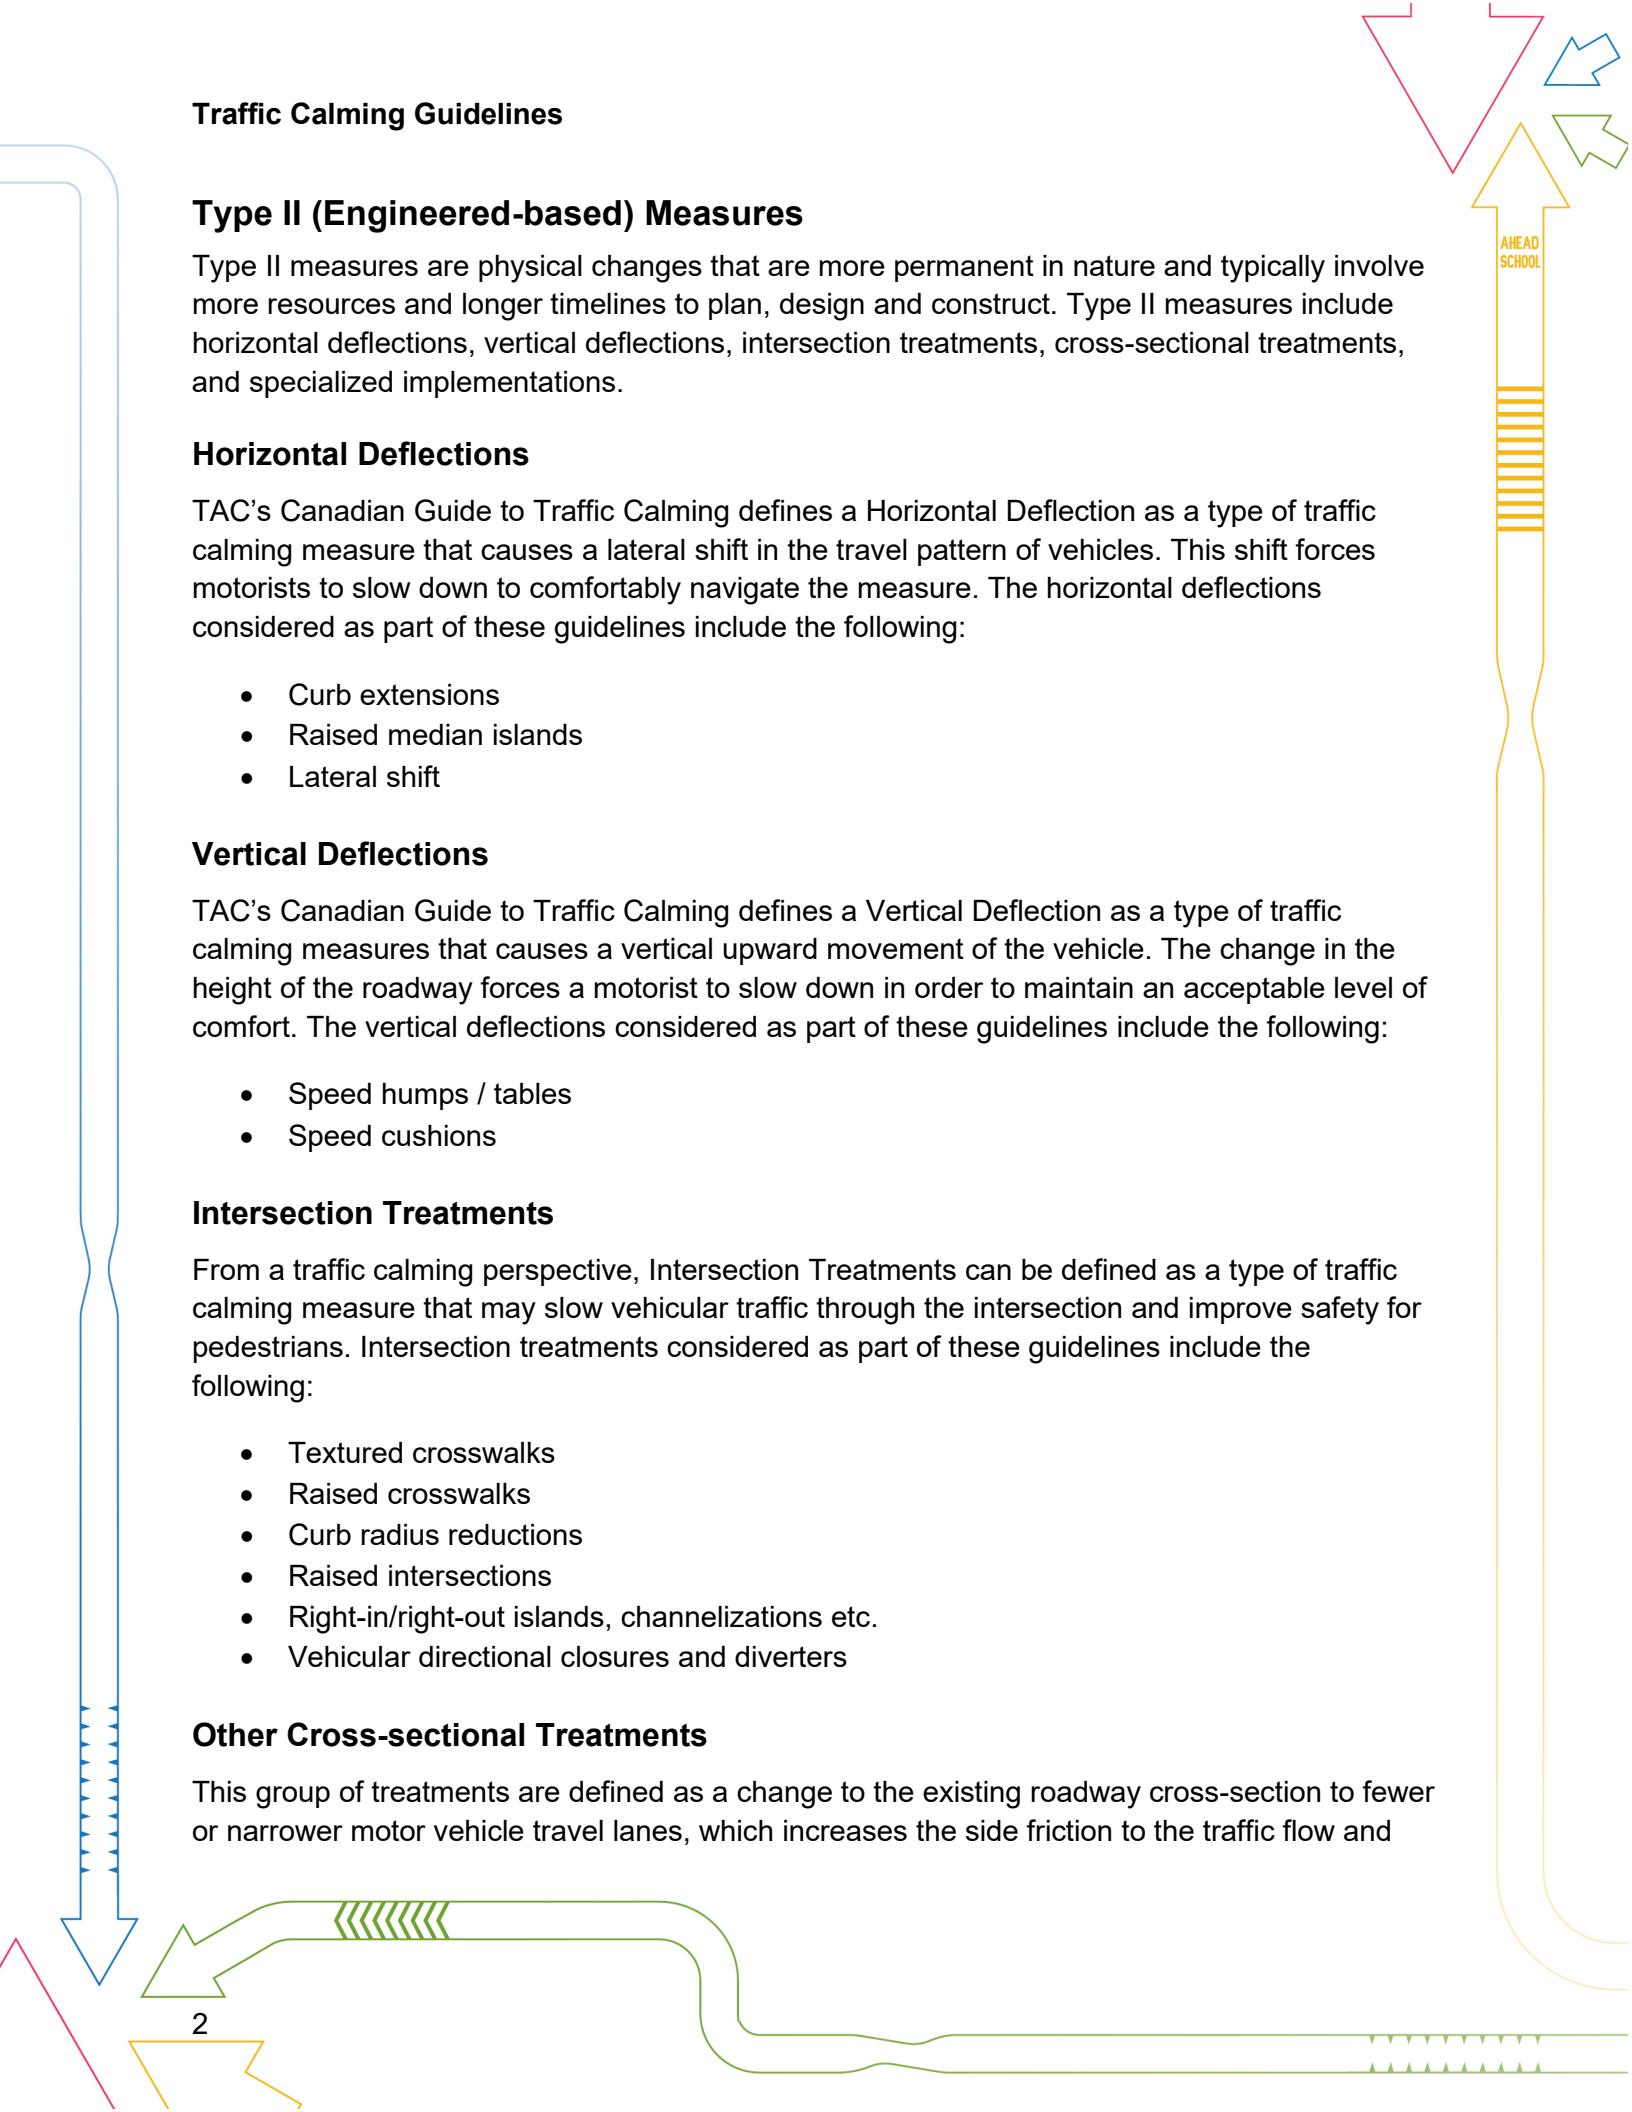 Traffic Calming Guidelines
AHEAD
SCHOOL
Type II (Engineered-based) Measures
Type II measures are physical changes that are more permanent in nature and typically involve
more resources and longer timelines to plan, design and construct. Type II measures include
horizontal deflections, vertical deflections, intersection treatments, cross-sectional treatments,
and specialized implementations.
Horizontal Deflections
TAC’s Canadian Guide to Traffic Calming defines a Horizontal Deflection as a type of traffic
calming measure that causes a lateral shift in the travel pattern of vehicles. This shift forces
motorists to slow down to comfortably navigate the measure. The horizontal deflections
considered as part of these guidelines include the following:
• Curb extensions
• Raised median islands
• Lateral shift
Vertical Deflections
TAC’s Canadian Guide to Traffic Calming defines a Vertical Deflection as a type of traffic
calming measures that causes a vertical upward movement of the vehicle. The change in the
height of the roadway forces a motorist to slow down in order to maintain an acceptable level of
comfort. The vertical deflections considered as part of these guidelines include the following:
• Speed humps / tables
• Speed cushions
Intersection Treatments
From a traffic calming perspective, Intersection Treatments can be defined as a type of traffic
calming measure that may slow vehicular traffic through the intersection and improve safety for
pedestrians. Intersection treatments considered as part of these guidelines include the
following:
• Textured crosswalks
• Raised crosswalks
• Curb radius reductions
• Raised intersections
• Right-in/right-out islands, channelizations etc.
• Vehicular directional closures and diverters
Other Cross-sectional Treatments
This group of treatments are defined as a change to the existing roadway cross-section to fewer
or narrower motor vehicle travel lanes, which increases the side friction to the traffic flow and
2